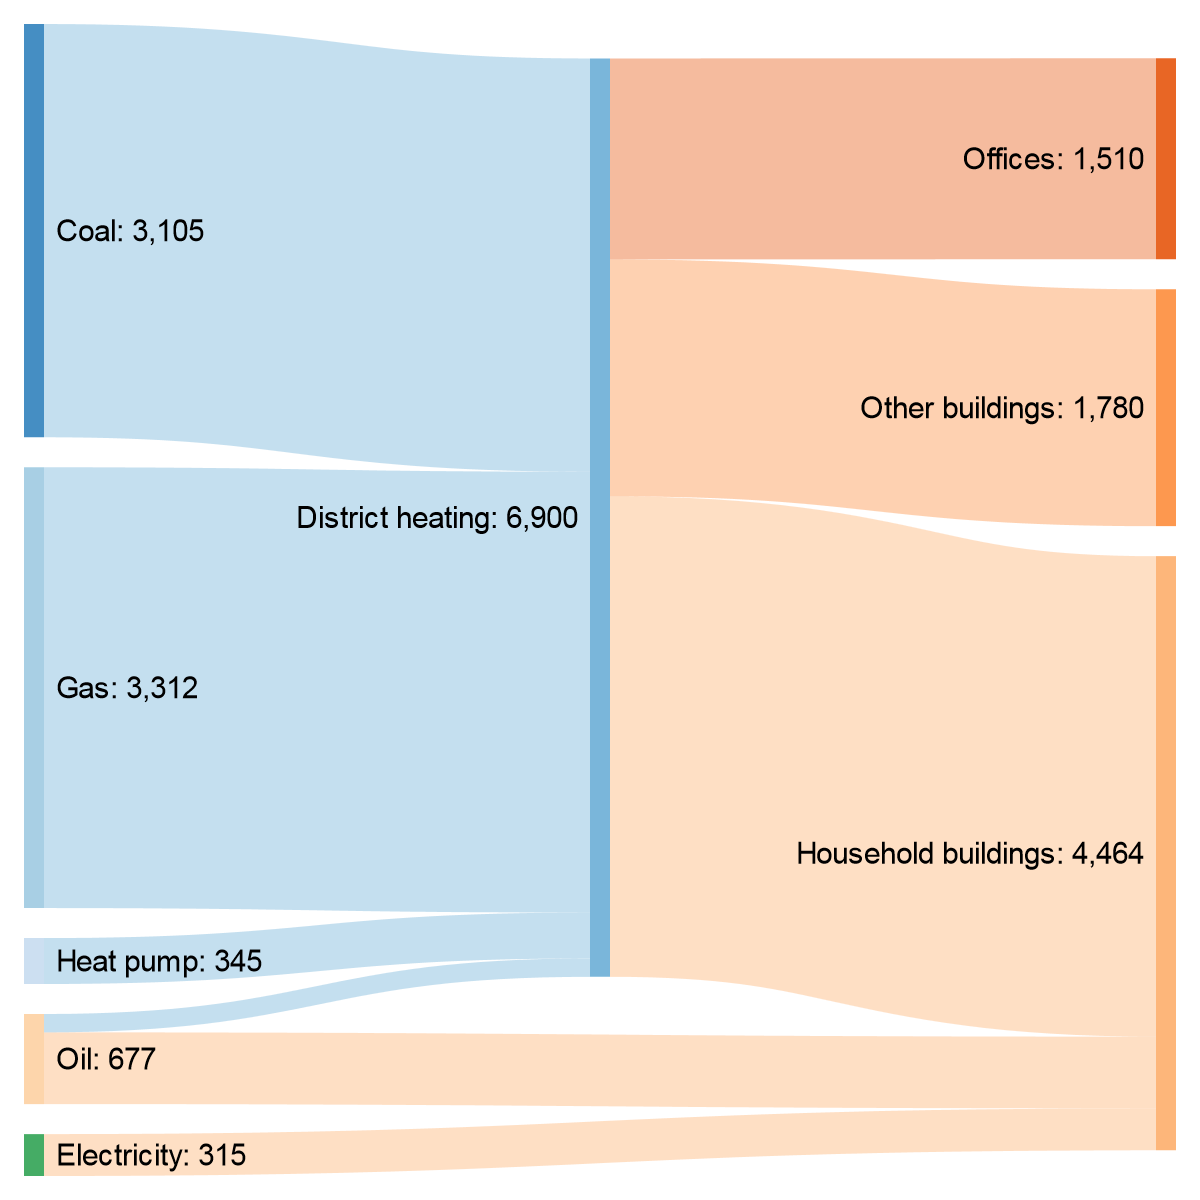 Coal: 3,105
Gas: 3,312
Heat pump: 345
Oil: 677
Electricity: 315
District heating: 6,900
Offices: 1,510
Other buildings: 1,780
Household buildings: 4,464